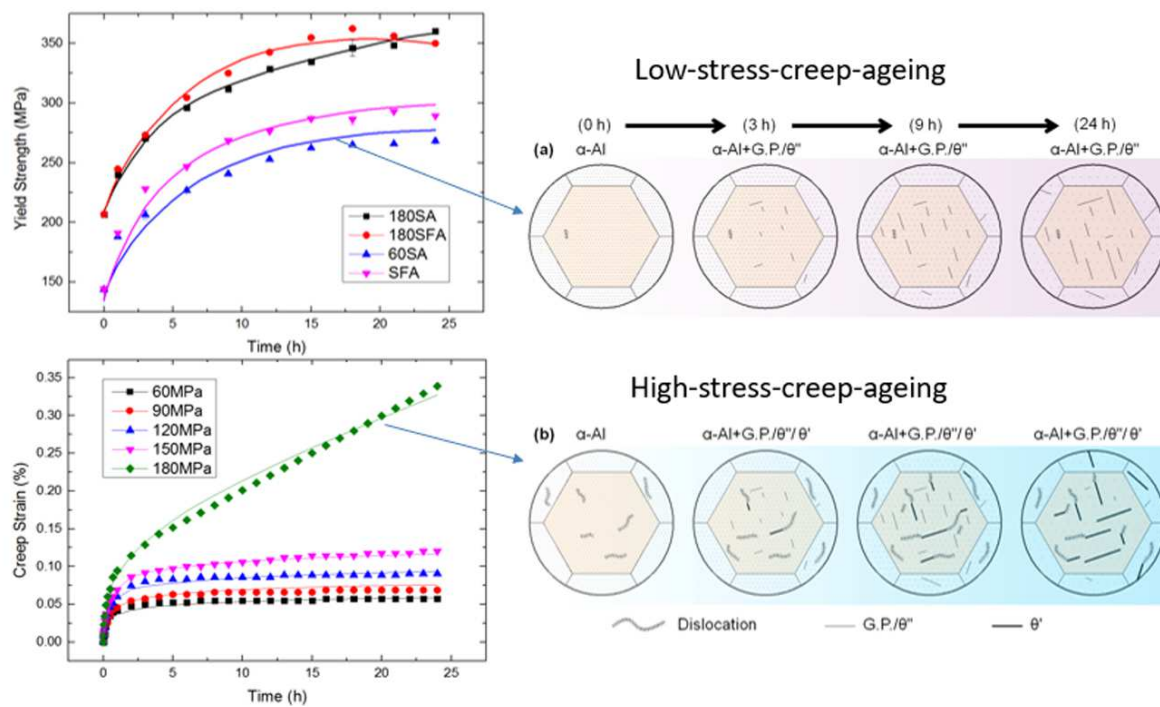 350
300
250
200
150
Yield Strength (MPa)
180SA
180SFA
60SA
SFA
0 5 10 15 20 25
Time (h)
Low-stress-creep-ageing
(0 h) (3 h) (9 h) (24 h)
(a) α-Al α-Al+G.P./θ" α-Al+G.P./θ" α-Al+G.P./θ"
0.35
0.30
0.25
0.20
0.15
0.10
0.05
0.00
Creep Strain (%)
60MPa
90MPa
120MPa
150MPa
180MPa
0 5 10 15 20 25
Time (h)
High-stress-creep-ageing
(b) α-Al α-Al+G.P./θ"/ θ' α-Al+G.P./θ"/ θ' α-Al+G.P./θ"/ θ'
Dislocation G.P./θ" θ'